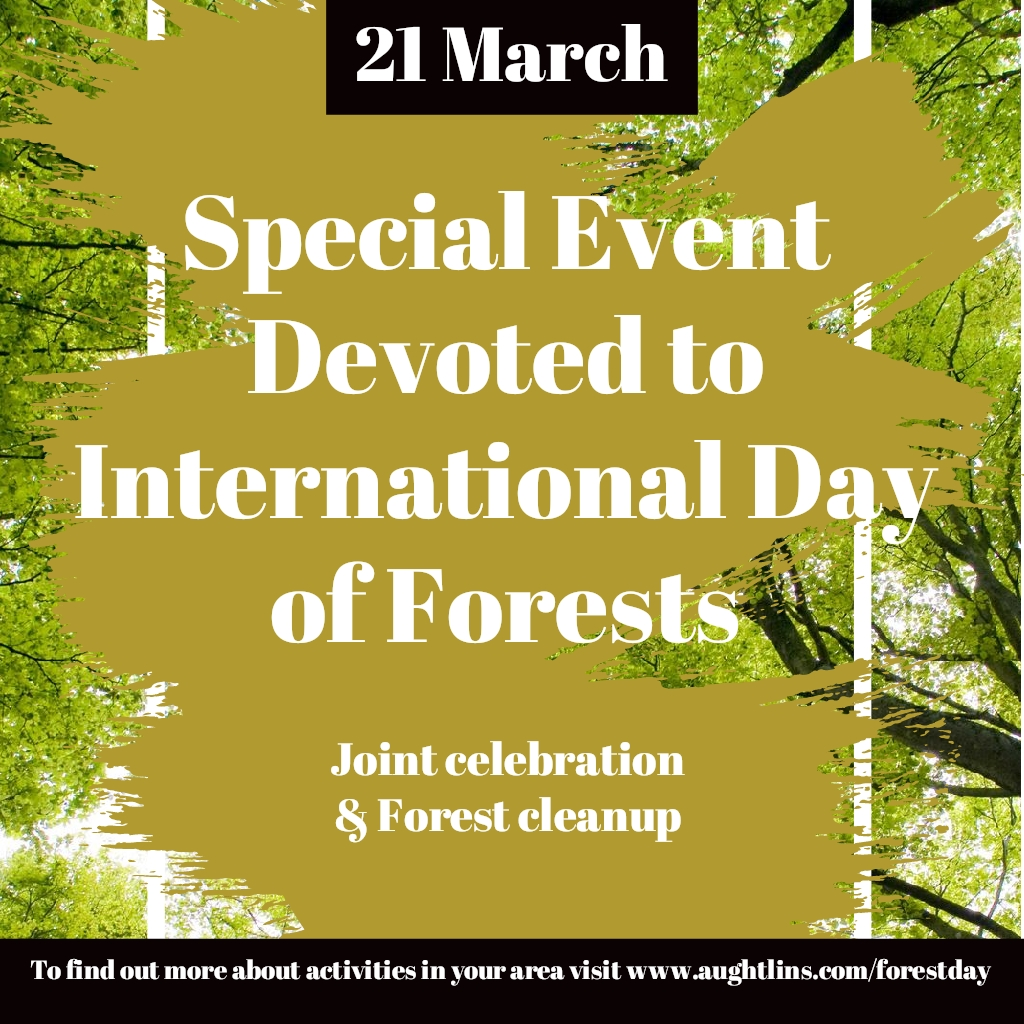 21 March
Special Event
Devoted to
International Day
of Forests
Joint celebration
& Forest cleanup
To find out more about activities in your area visit www.aughtlins.com/forestday